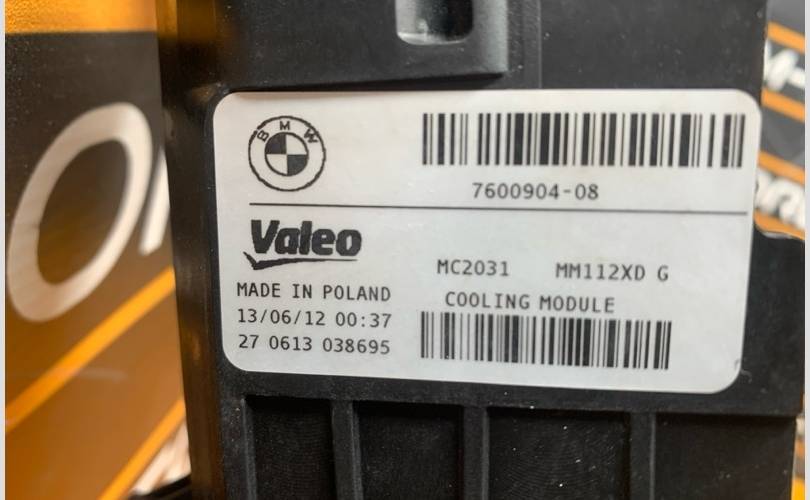 BMW
7600904-08
Valeo
MC2031 MM112XD G
MADE IN POLAND
COOLING MODULE
13/06/12 00:37
27 0613 038695